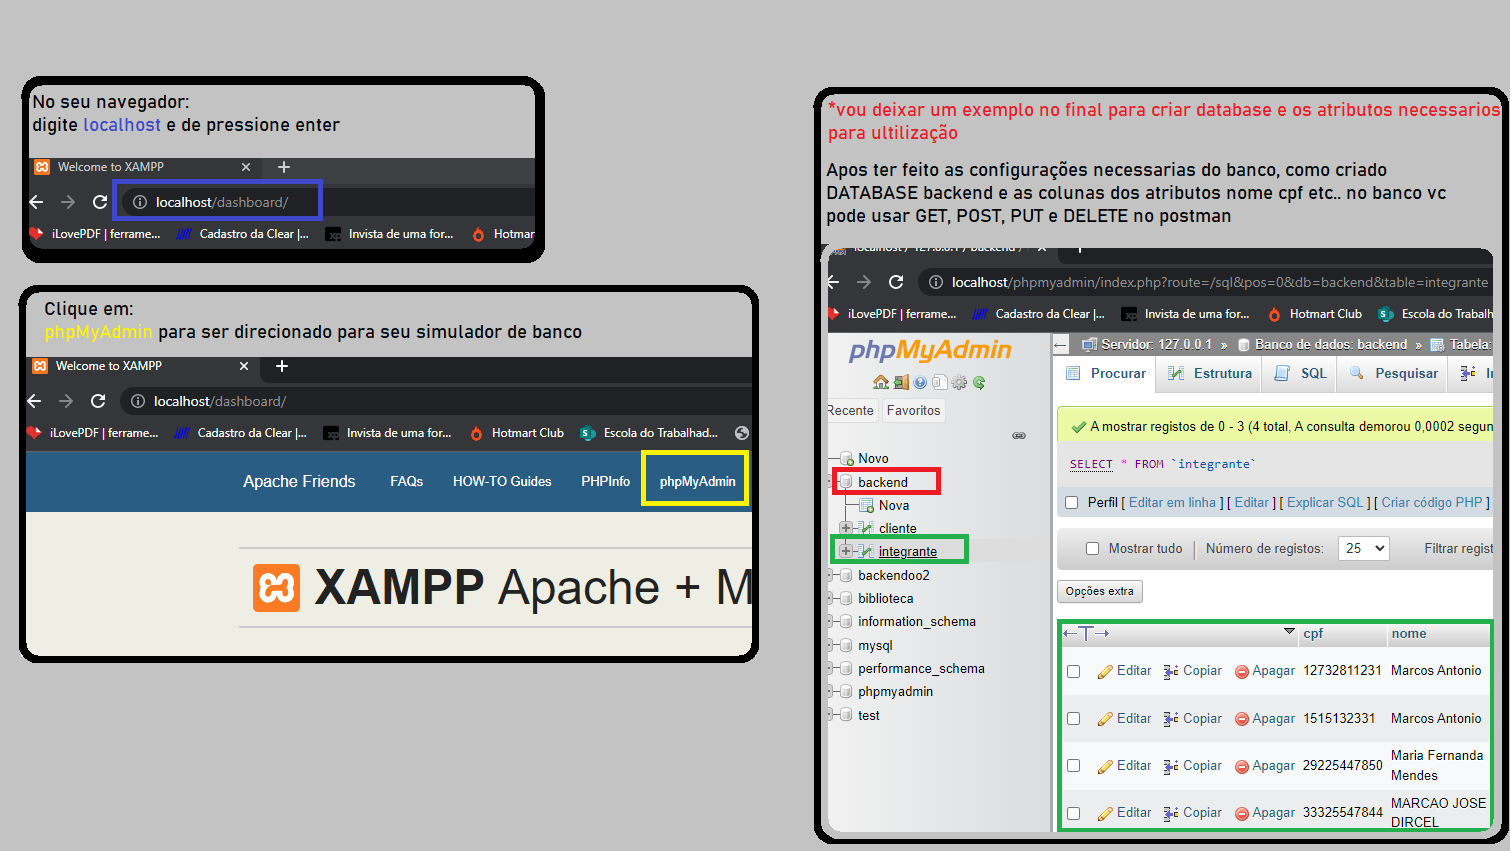 No seu navegador:
digite localhost e de pressione enter
Welcome to XAMPP
localhost/dashboard/
iLovePDF | ferrame...
Cadastro da Clear |...
Invista de uma for...
Hotmar
Clique em:
phpMyAdmin para ser direcionado para seu simulador de banco
Welcome to XAMPP
localhost/dashboard/
iLovePDF | ferrame...
Cadastro da Clear |...
Invista de uma for...
Hotmart Club
Escola do Trabalhad...
Apache Friends
FAQs
HOW-TO Guides
PHPInfo
phpMyAdmin
XAMPP Apache + M
*vou deixar um exemplo no final para criar database e os atributos necessarios
para ultilização
Apos ter feito as configurações necessarias do banco, como criado
DATABASE backend e as colunas dos atributos nome cpf etc.. no banco vc
pode usar GET, POST, PUT e DELETE no postman
localhost / 127.0.0.1 / backend /
localhost/phpmyadmin/index.php?route=/sql&pos=0&db=backend&table=integrante
iLovePDF | ferrame...
Cadastro da Clear |...
Invista de uma for...
Hotmart Club
Escola do Trabalh
phpMyAdmin
Recente
Favoritos
Novo
backend
Nova
cliente
integrante
backendoo2
biblioteca
information_schema
mysql
performance_schema
phpmyadmin
test
Servidor: 127.0.0.1 » Banco de dados: backend » Tabela:
Procurar
Estrutura
SQL
Pesquisar
A mostrar registos de 0 - 3 (4 total, A consulta demorou 0,0002 segun
SELECT * FROM `integrante`
Perfil [ Editar em linha ] [ Editar ] [ Explicar SQL ] [ Criar código PHP ]
Mostrar tudo
Número de registos:
25
Filtrar regist
Opções extra
cpf nome
Editar Copiar Apagar 12732811231 Marcos Antonio
Editar Copiar Apagar 1515132331 Marcos Antonio
Editar Copiar Apagar 29225447850 Maria Fernanda
Mendes
Editar Copiar Apagar 33325547844 MARCAO JOSE
DIRCEL